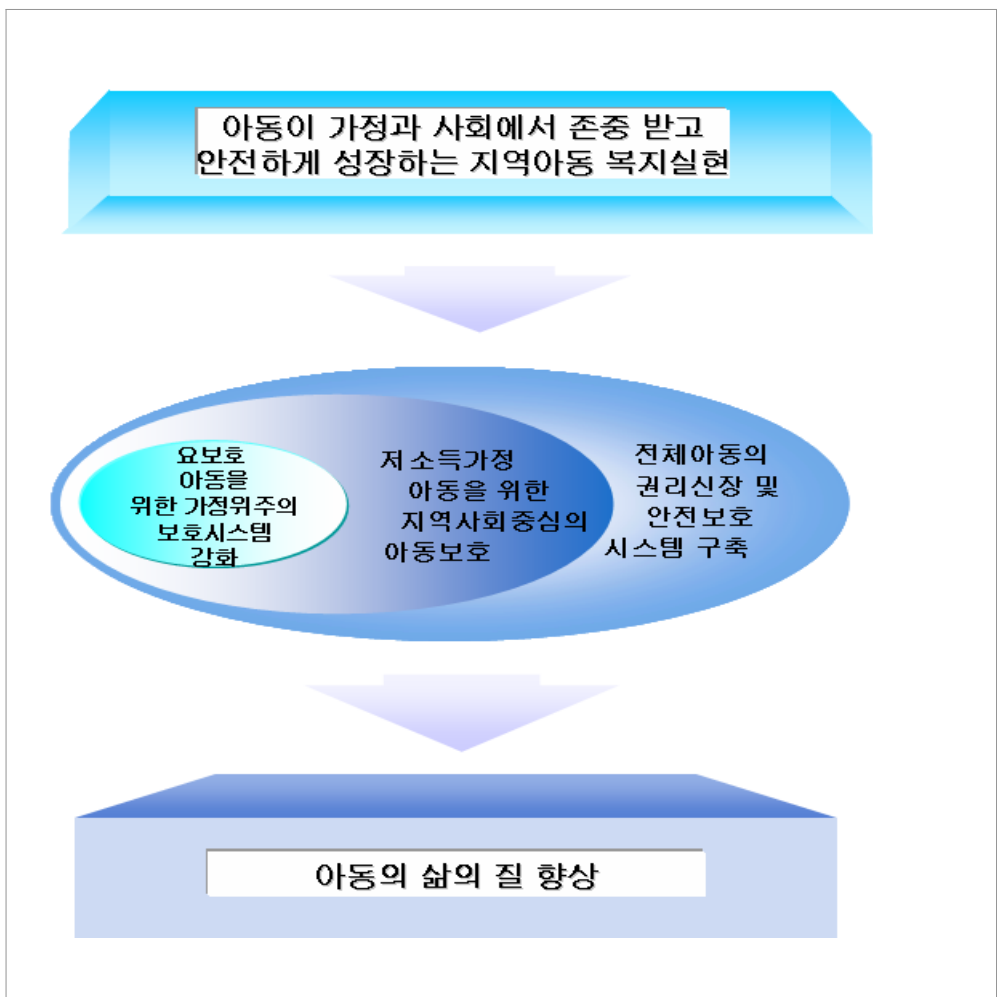 아동이 가정과 사회에서 존중 받고
안전하게 성장하는 지역아동 복지실현
요보호
아동을
위한 가정위주의
보호시스템
강화
저소득가정
아동을 위한
지역사회중심의
아동보호
전체아동의
권리신장 및
안전보호
시스템 구축
아동의 삶의 질 향상